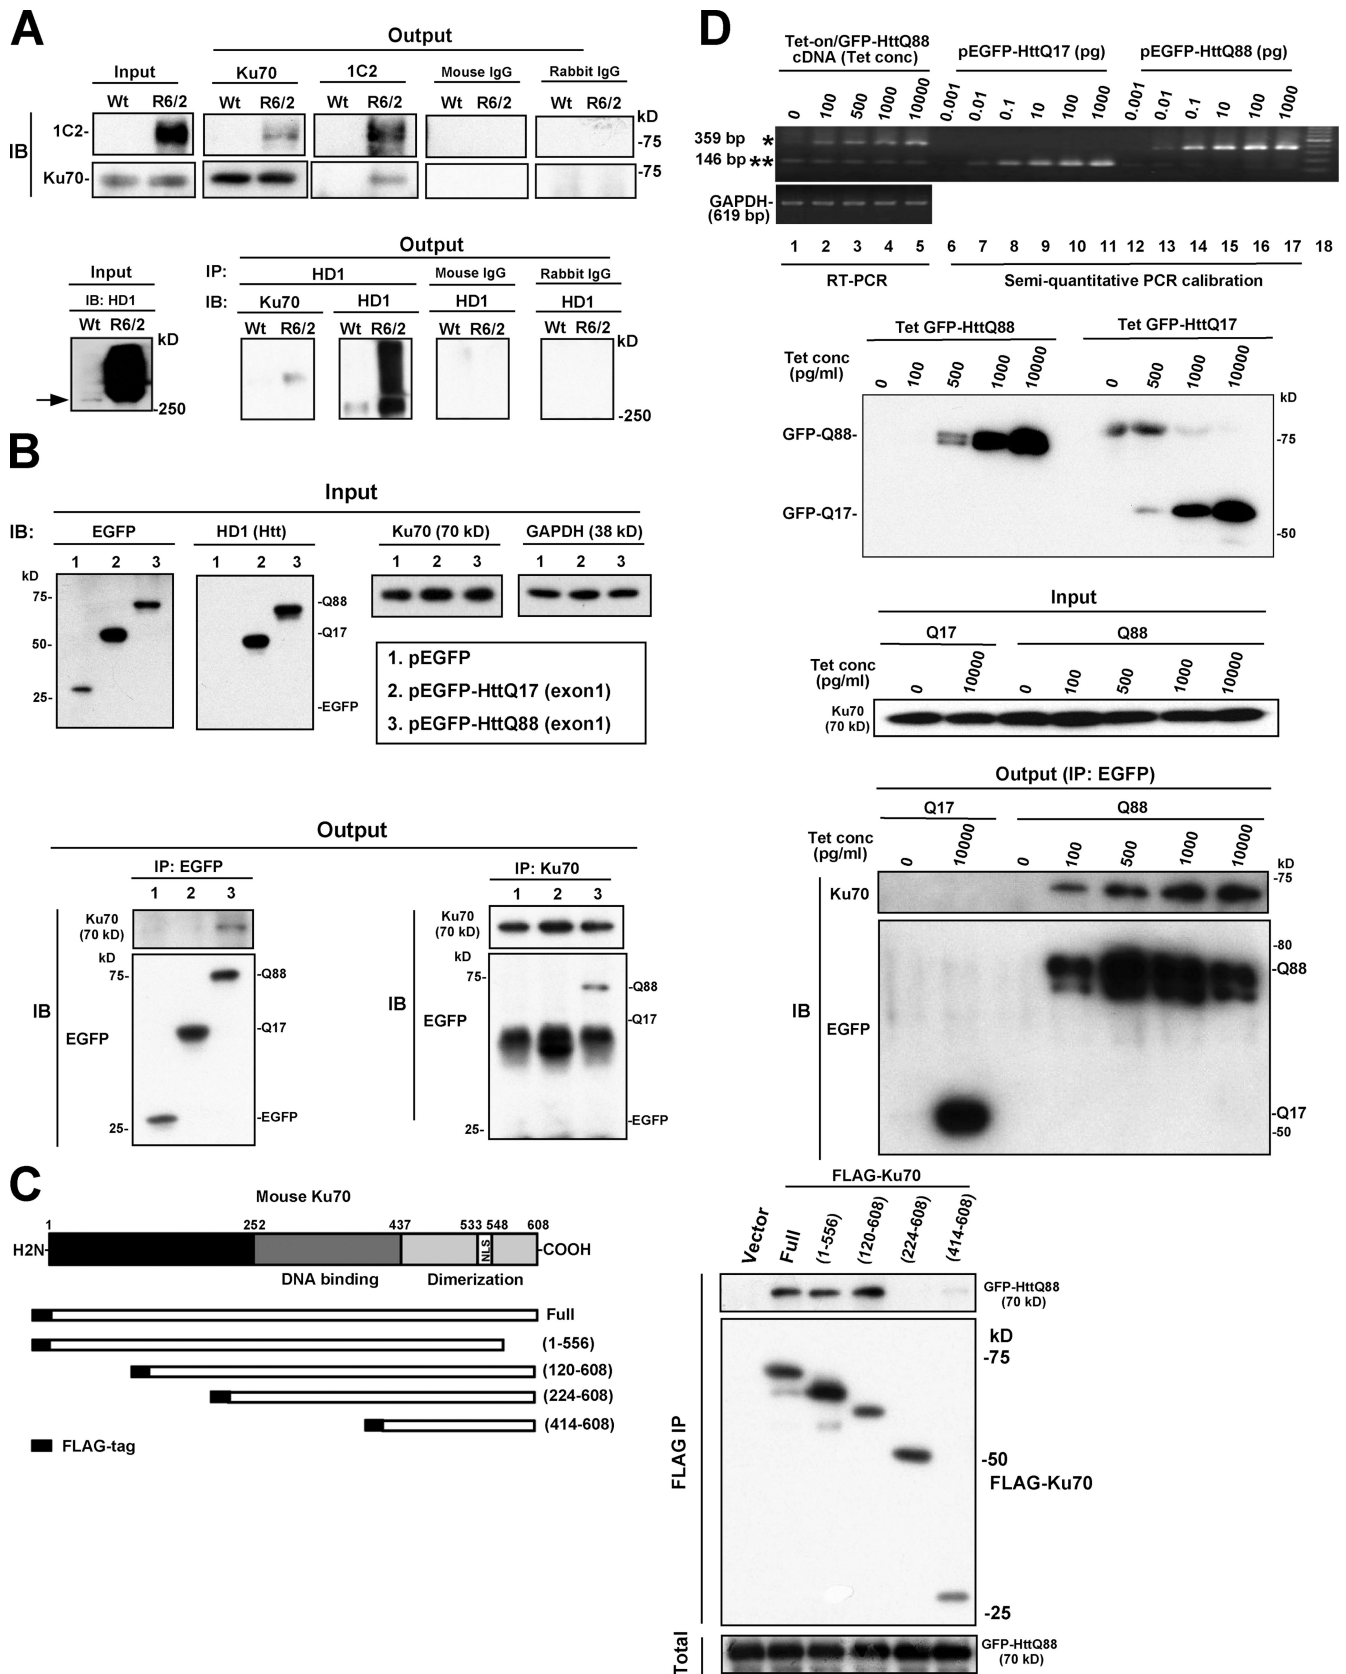 A
Output
Input Ku70 1C2 Mouse IgG Rabbit IgG
Wt R6/2 Wt R6/2 Wt R6/2 Wt R6/2 Wt R6/2
kD
IB
1C2-
-75
Ku70-
-75
Output
Input
IP: HD1 Mouse IgG Rabbit IgG
IB: HD1
IB: Ku70 HD1 HD1 HD1
Wt R6/2 Wt R6/2 Wt R6/2 Wt R6/2 Wt R6/2
kD kD
-250 -250
B
Input
IB: EGFP HD1 (Htt) Ku70 (70 kD) GAPDH (38 kD)
1 2 3 1 2 3 1 2 3 1 2 3
kD
75-
50-
25-
-Q88
-Q17
-EGFP
1. pEGFP
2. pEGFP-HttQ17 (exon1)
3. pEGFP-HttQ88 (exon1)
Output
IP: EGFP
1 2 3
Ku70
(70 kD)
kD
75-
-Q88
IB
EGFP
-Q17
-EGFP
25-
IP: Ku70
1 2 3
Ku70
(70 kD)
kD
75-
-Q88
IB
EGFP
-Q17
-EGFP
25-
C
Mouse Ku70
1 252 437 533 548 608
H2N- NLS -COOH
DNA binding Dimerization
Full
(1-556)
(120-608)
(224-608)
(414-608)
FLAG-tag
FLAG-Ku70
Vector Full (1-556) (120-608) (224-608) (414-608)
GFP-HttQ88
(70 kD)
FLAG IP
kD
-75
-50
FLAG-Ku70
-25
Total
GFP-HttQ88
(70 kD)
D
Tet-on/GFP-HttQ88
cDNA (Tet conc)
pEGFP-HttQ17 (pg) pEGFP-HttQ88 (pg)
0 100 500 1000 10000 0.001 0.01 0.1 10 100 1000 0.001 0.01 0.1 10 100 1000
359 bp *
146 bp **
GAPDH-
(619 bp)
1 2 3 4 5 6 7 8 9 10 11 12 13 14 15 16 17 18
RT-PCR Semi-quantitative PCR calibration
Tet GFP-HttQ88 Tet GFP-HttQ17
Tet conc
(pg/ml)
0 100 500 1000 10000 0 500 1000 10000
kD
GFP-Q88-
-75
GFP-Q17-
-50
Input
Q17 Q88
Tet conc
(pg/ml)
0 10000 0 100 500 1000 10000
Ku70
(70 kD)
Output (IP: EGFP)
Q17 Q88
Tet conc
(pg/ml)
0 10000 0 100 500 1000 10000
kD
-75
Ku70
-80
-Q88
IB
EGFP
-Q17
-50